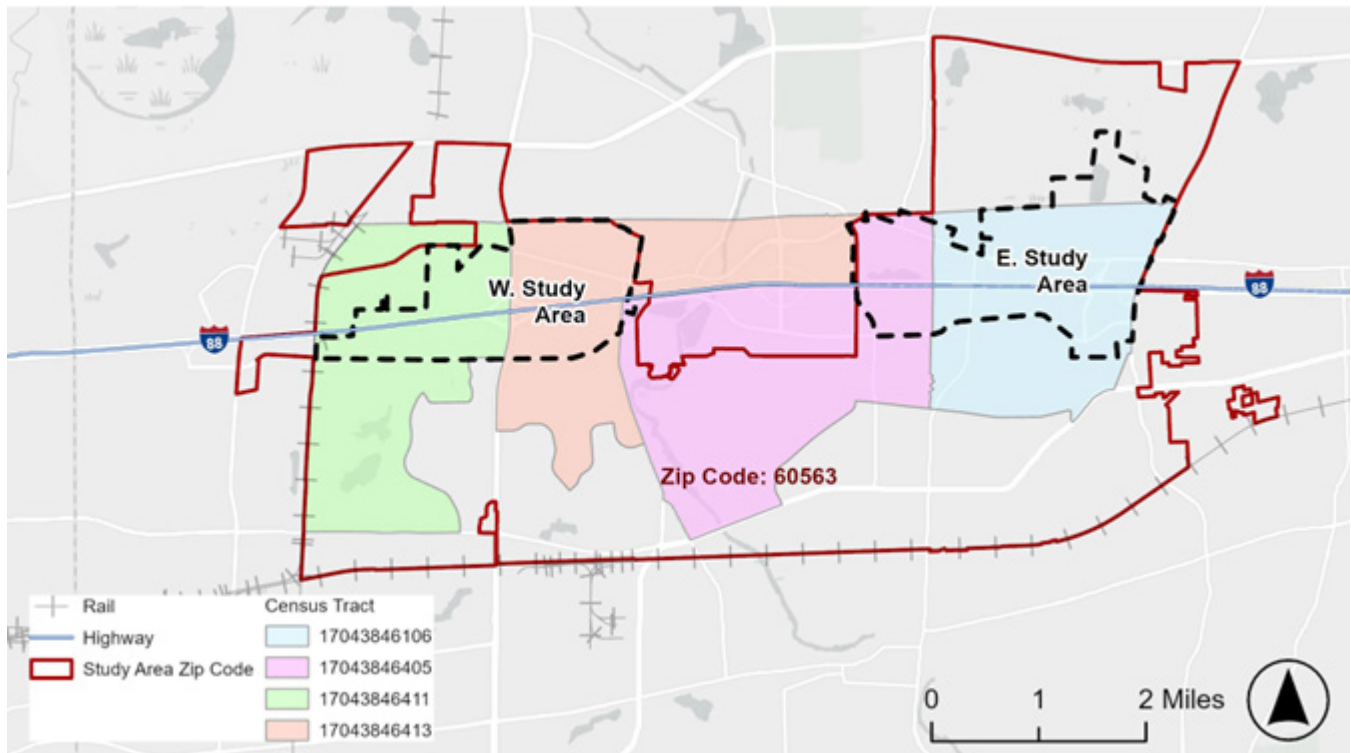 W. Study
Area
E. Study
Area
88
88
Zip Code: 60563
Rail
Highway
Study Area Zip Code
Census Tract
17043846106
17043846405
17043846411
17043846413
0 1 2 Miles